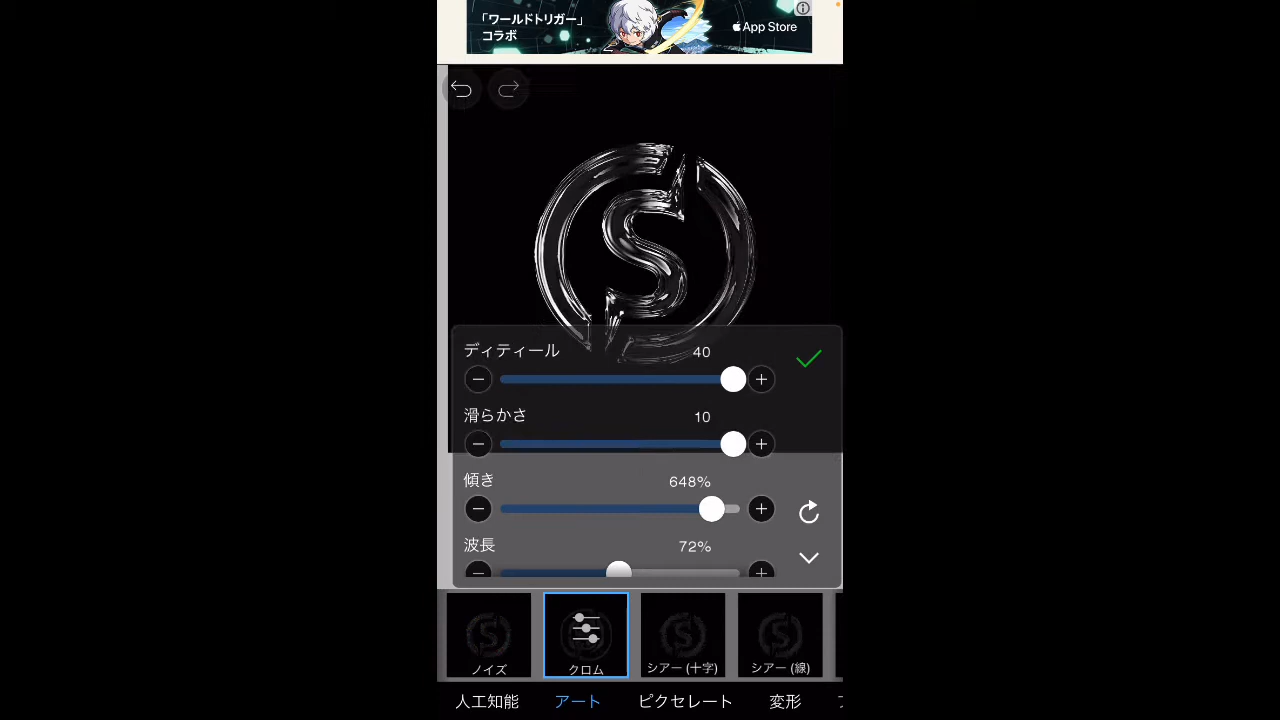 「ワールドトリガー」
コラボ
App Store
S
ディティール 40
滑らかさ 10
傾き 648%
波長 72%
ノイズ
クロム
シアー (十字)
シアー (線)
人工知能
アート
ピクセレート
変形